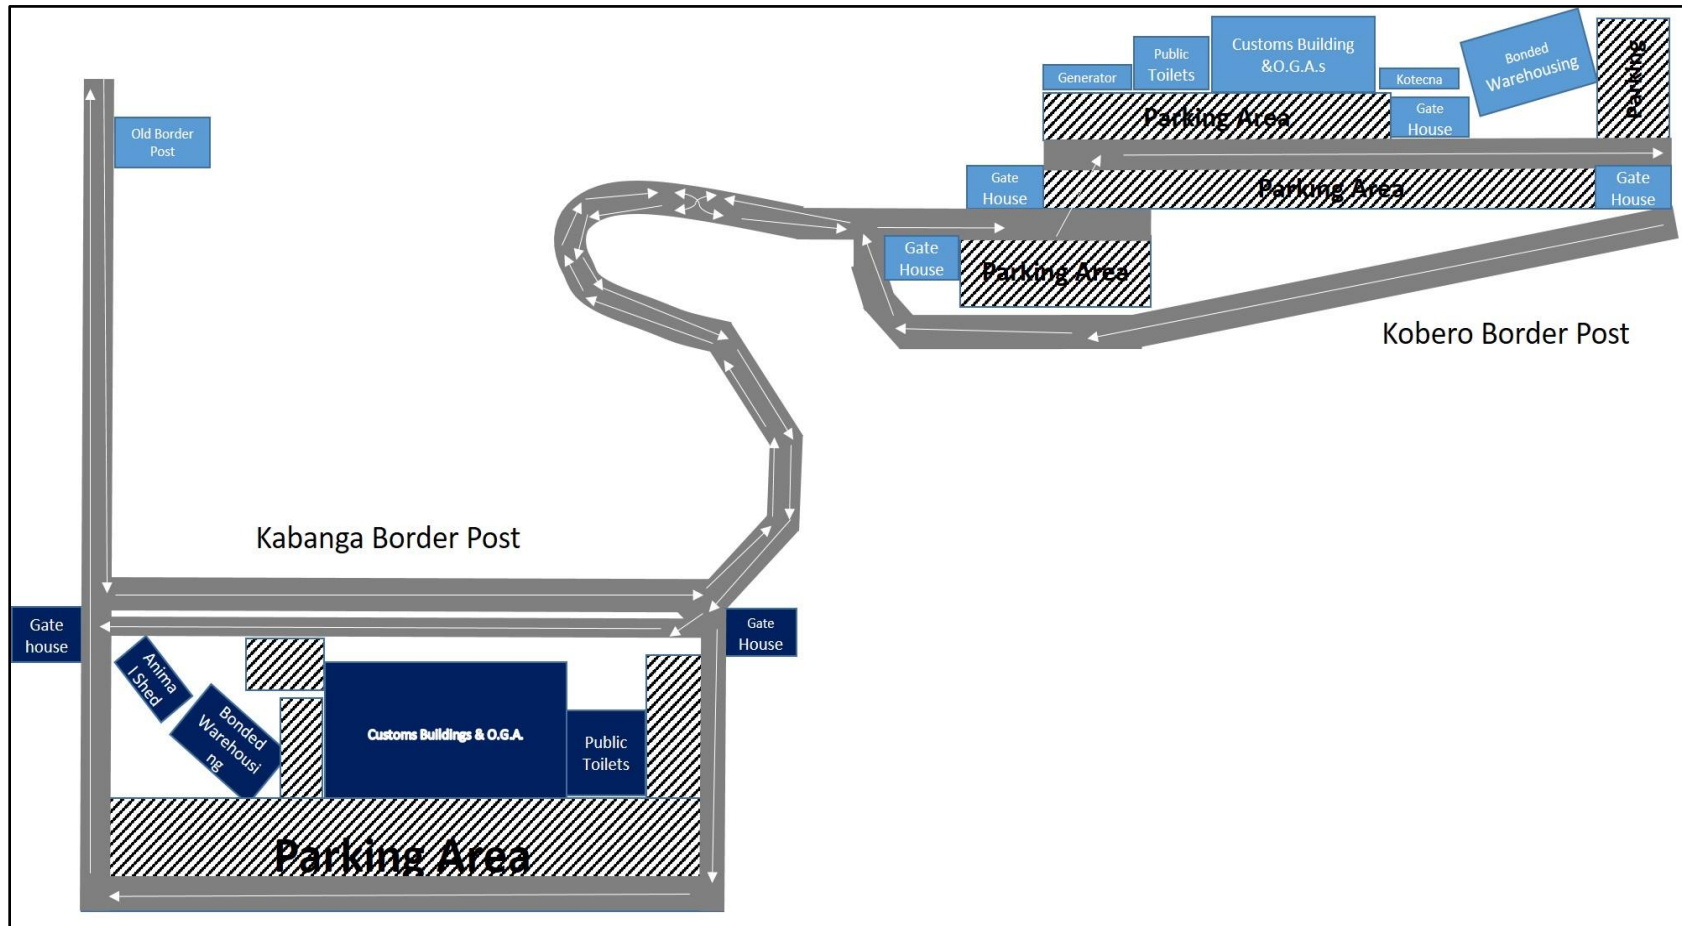 Customs Building
&O.G.A.s
Public
Toilets
Generator
Kotecna
Bonded
Warehousing
Parking
Parking Area
Gate
House
Old Border
Post
Gate
House
Parking Area
Gate
House
Gate
House
Parking Area
Kobero Border Post
Kabanga Border Post
Gate
house
Gate
House
Anima
l Shed
Bonded
Warehousi
ng
Customs Buildings & O.G.A.
Public
Toilets
Parking Area